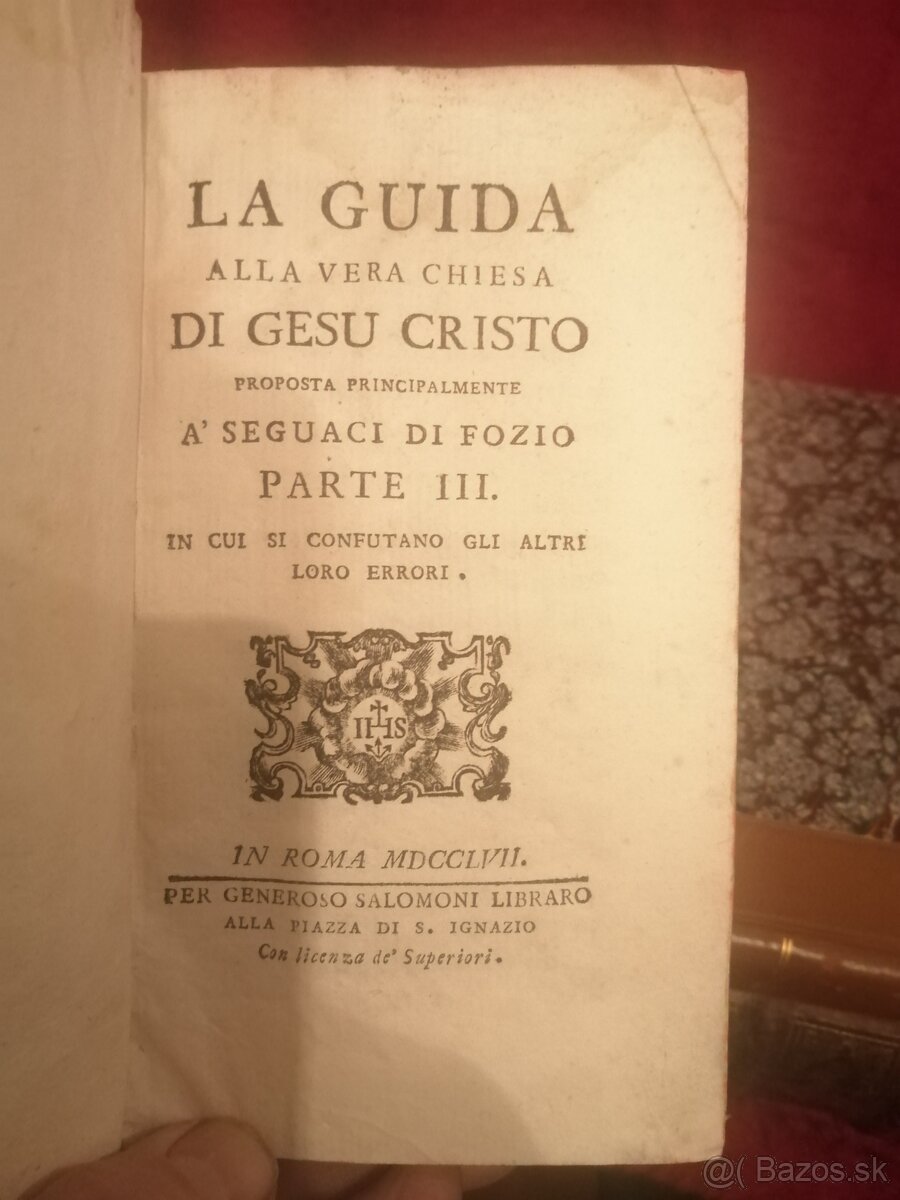 LA GUIDA
ALLA VERA CHIESA
DI GESU CRISTO
PROPOSTA PRINCIPALMENTE
A' SEGUACI DI FOZIO
PARTE III.
IN CUI SI CONFUTANO GLI ALTRI
LORO ERRORI.
IHS
IN ROMA MDCCLVII.
PER GENEROSO SALOMONI LIBRARO
ALLA PIAZZA DI S. IGNAZIO
Con licenza de' Superiori.
@( Bazos.sk